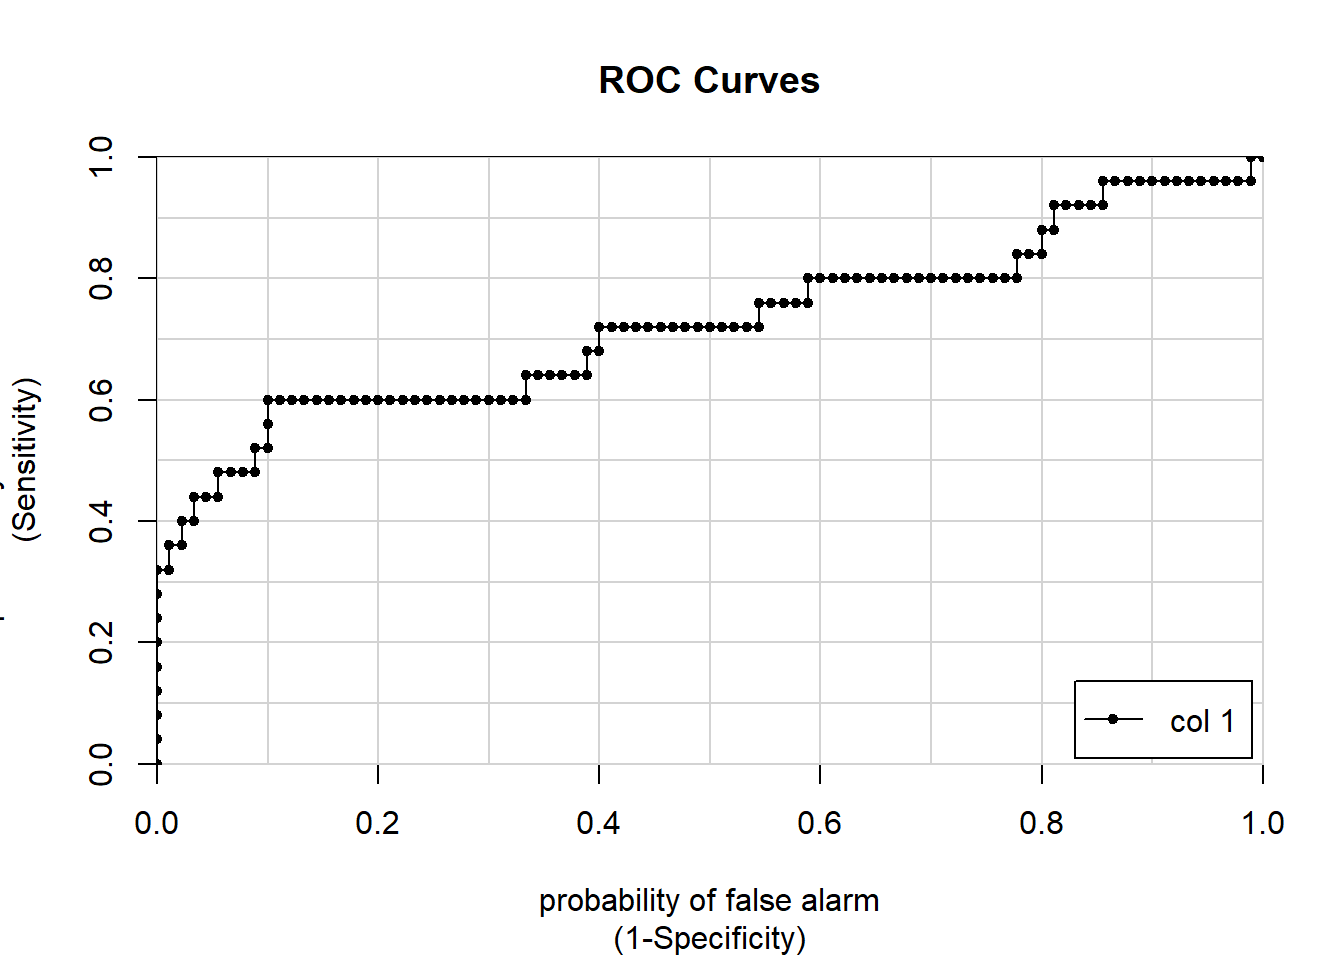 ROC Curves
(Sensitivity)
1.0
0.8
0.6
0.4
0.2
0.0
col 1
0.0 0.2 0.4 0.6 0.8 1.0
probability of false alarm
(1-Specificity)